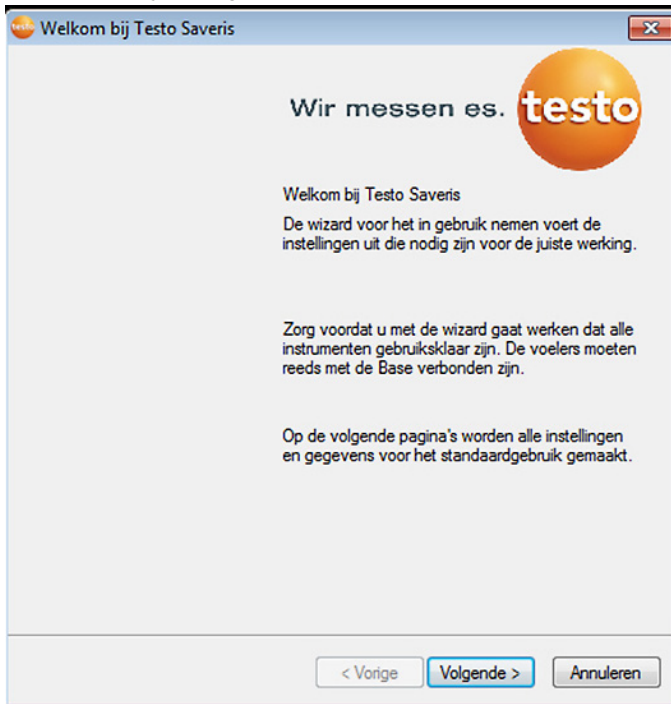 Welkom bij Testo Saveris
Wir messen es. testo
Welkom bij Testo Saveris
De wizard voor het in gebruik nemen voert de
instellingen uit die nodig zijn voor de juiste werking.
Zorg voordat u met de wizard gaat werken dat alle
instrumenten gebruiksklaar zijn. De voelers moeten
reeds met de Base verbonden zijn.
Op de volgende pagina's worden alle instellingen
en gegevens voor het standaardgebruik gemaakt.
< Vorige Volgende > Annuleren